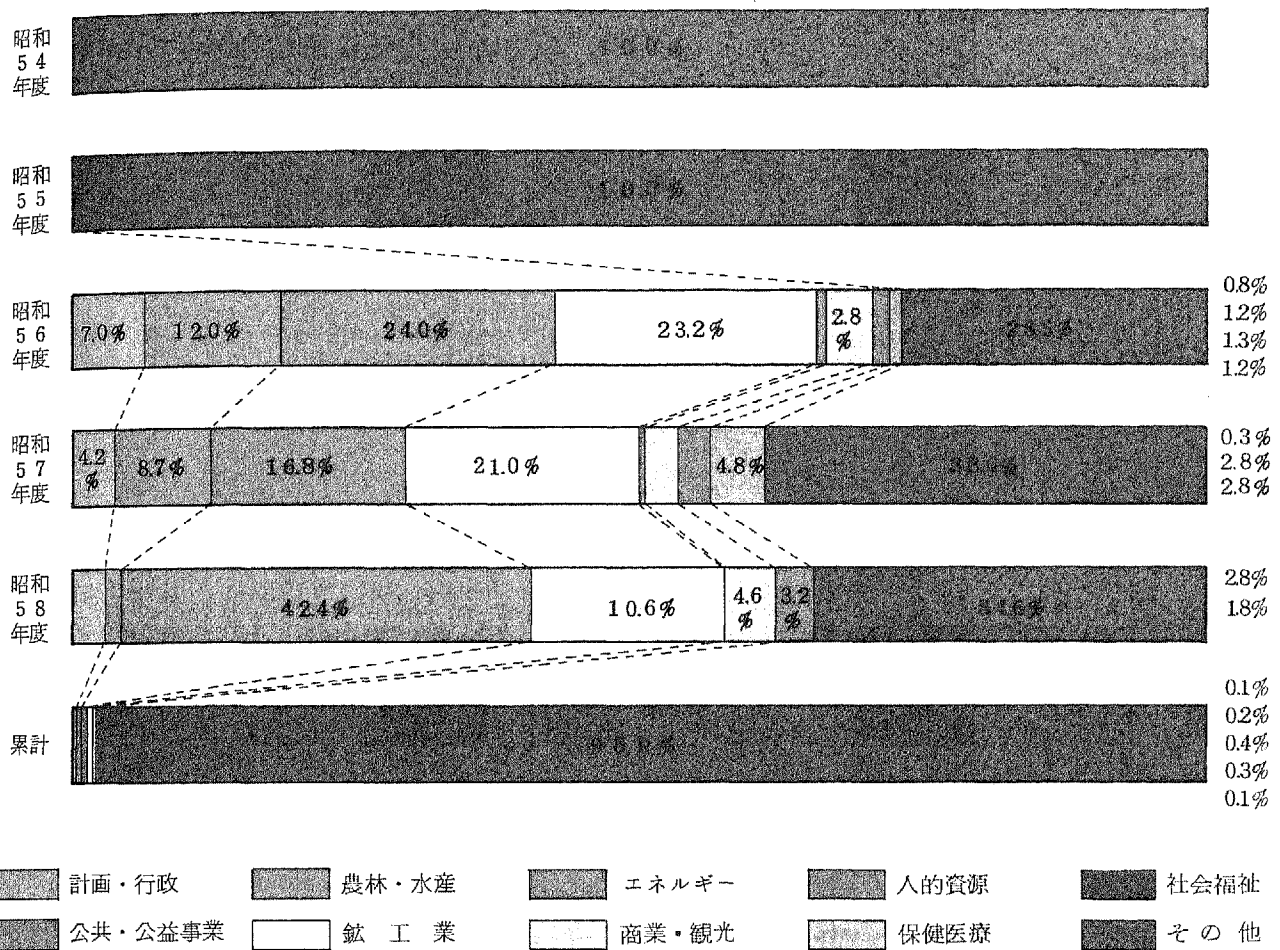 昭和
54
年度
昭和
55
年度
昭和
56
年度
7.0%
12.0%
24.0%
23.2%
2.8
%
0.8%
1.2%
1.3%
1.2%
昭和
57
年度
4.2
%
8.7%
16.8%
21.0%
4.8%
0.3%
2.8%
2.8%
昭和
58
年度
42.4%
10.6%
4.6
%
3.2
%
2.8%
1.8%
累計
0.1%
0.2%
0.4%
0.3%
0.1%
計画・行政 農林・水産 エネルギー 人的資源 社会福祉
公共・公益事業 鉱工業 商業・観光 保健医療 その他